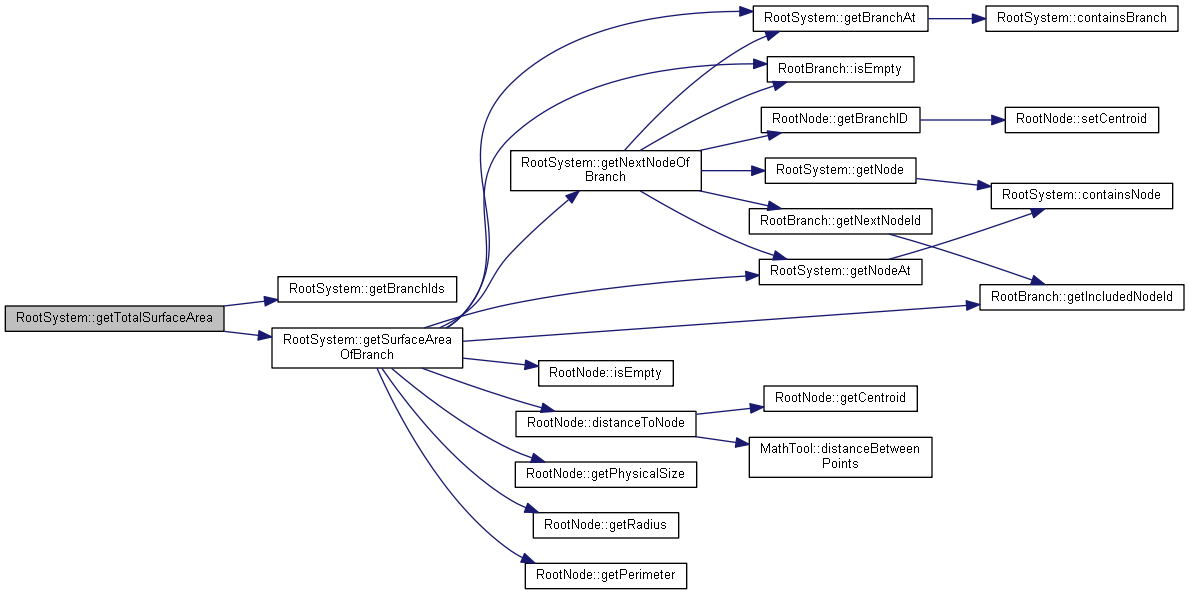 RootSystem::getBranchAt
RootSystem::containsBranch
RootBranch::isEmpty
RootNode::getBranchID
RootNode::setCentroid
RootSystem::getNextNodeOf
Branch
RootSystem::getNode
RootSystem::containsNode
RootBranch::getNextNodeId
RootSystem::getNodeAt
RootSystem::getBranchIds
RootBranch::getIncludedNodeId
RootSystem::getTotalSurfaceArea
RootSystem::getSurfaceArea
OfBranch
RootNode::isEmpty
RootNode::getCentroid
RootNode::distanceToNode
MathTool::distanceBetween
Points
RootNode::getPhysicalSize
RootNode::getRadius
RootNode::getPerimeter